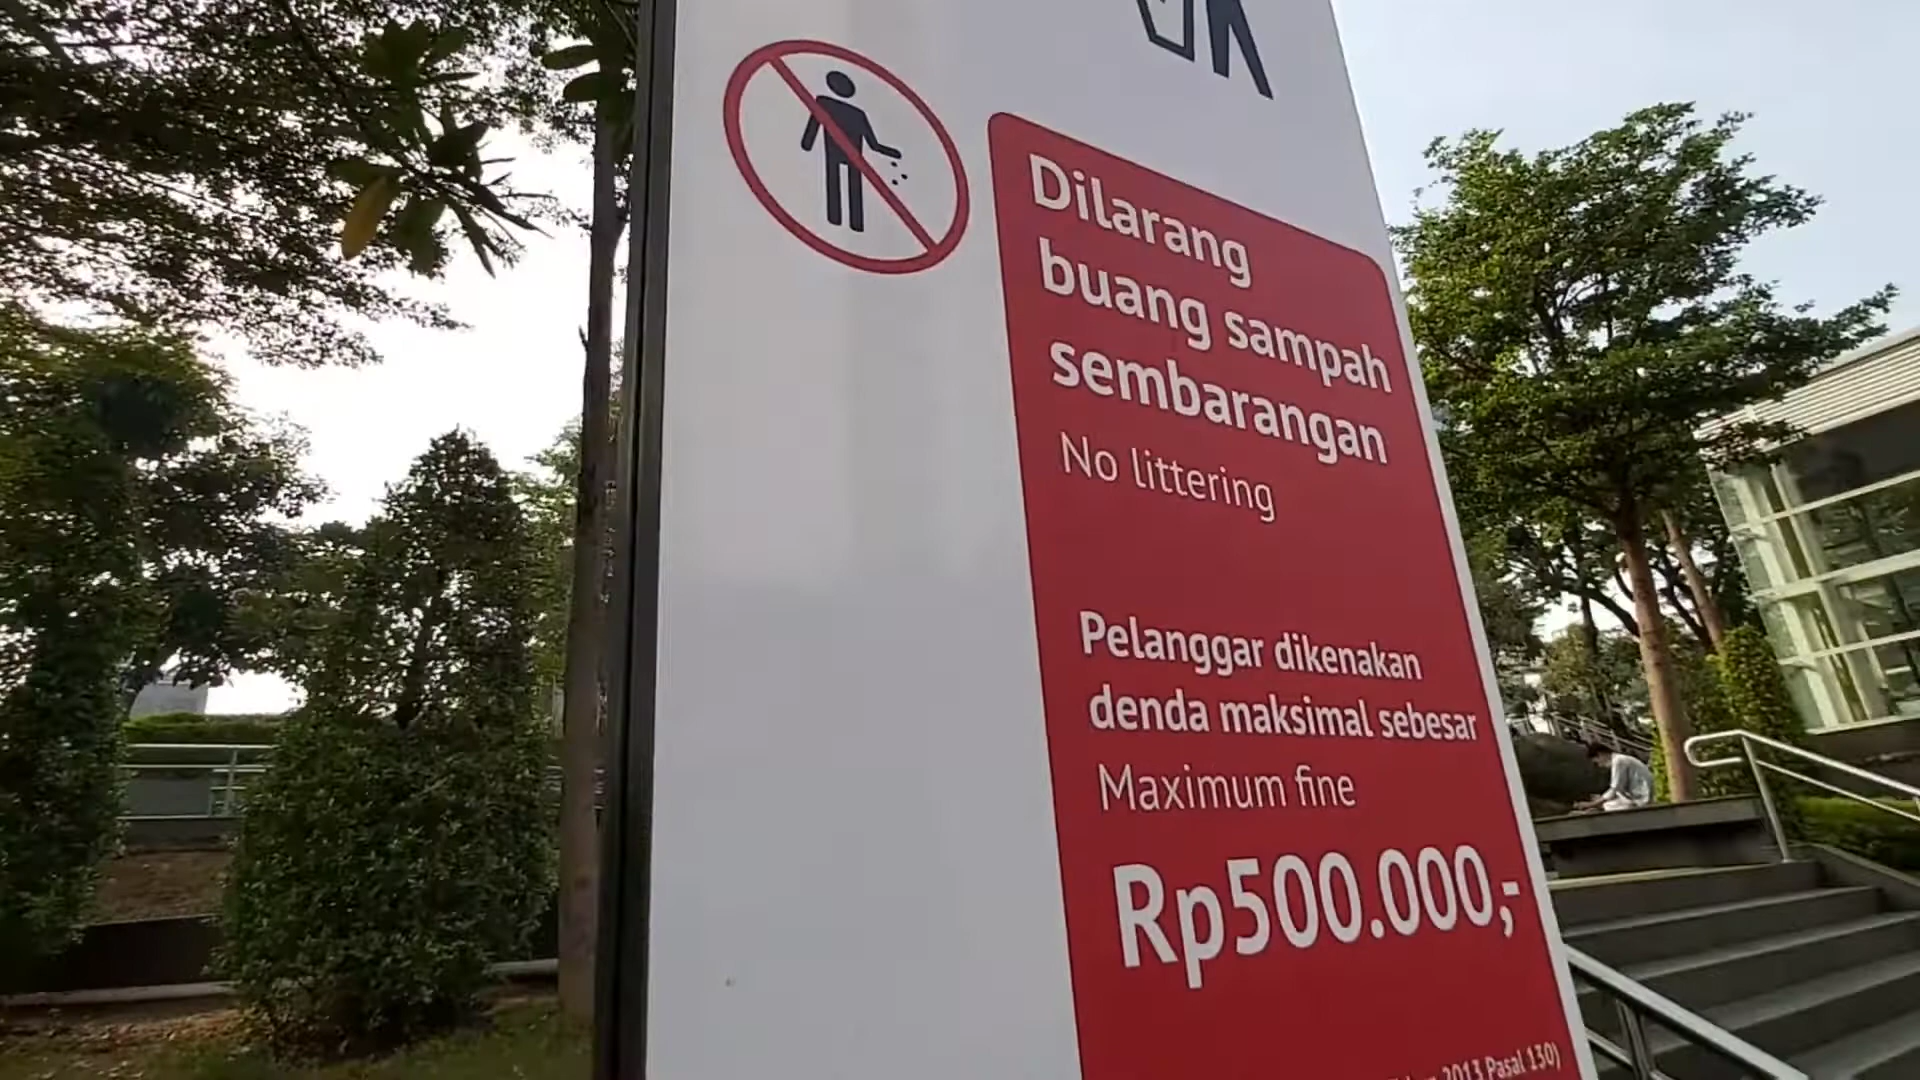 Dilarang
buang sampah
sembarangan
No littering
Pelanggar dikenakan
denda maksimal sebesar
Maximum fine
Rp500.000,-
2013 Pasal 130)